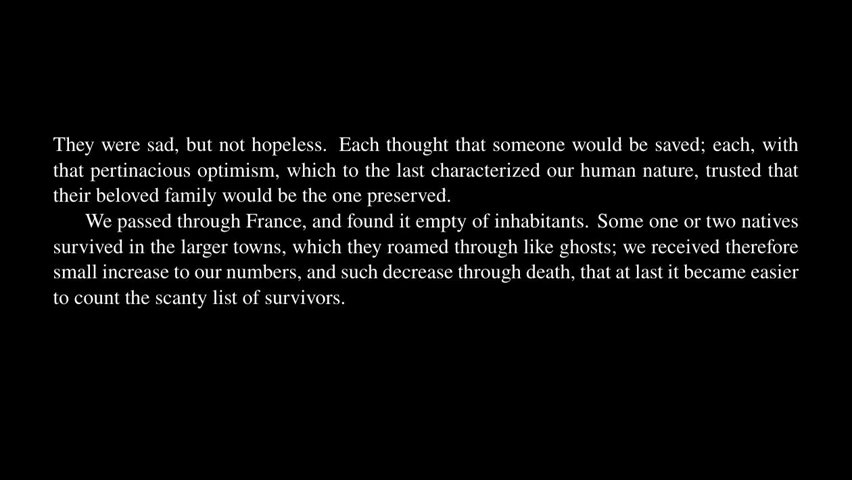 They were sad, but not hopeless. Each thought that someone would be saved; each, with
that pertinacious optimism, which to the last characterized our human nature, trusted that
their beloved family would be the one preserved.
We passed through France, and found it empty of inhabitants. Some one or two natives
survived in the larger towns, which they roamed through like ghosts; we received therefore
small increase to our numbers, and such decrease through death, that at last it became easier
to count the scanty list of survivors.